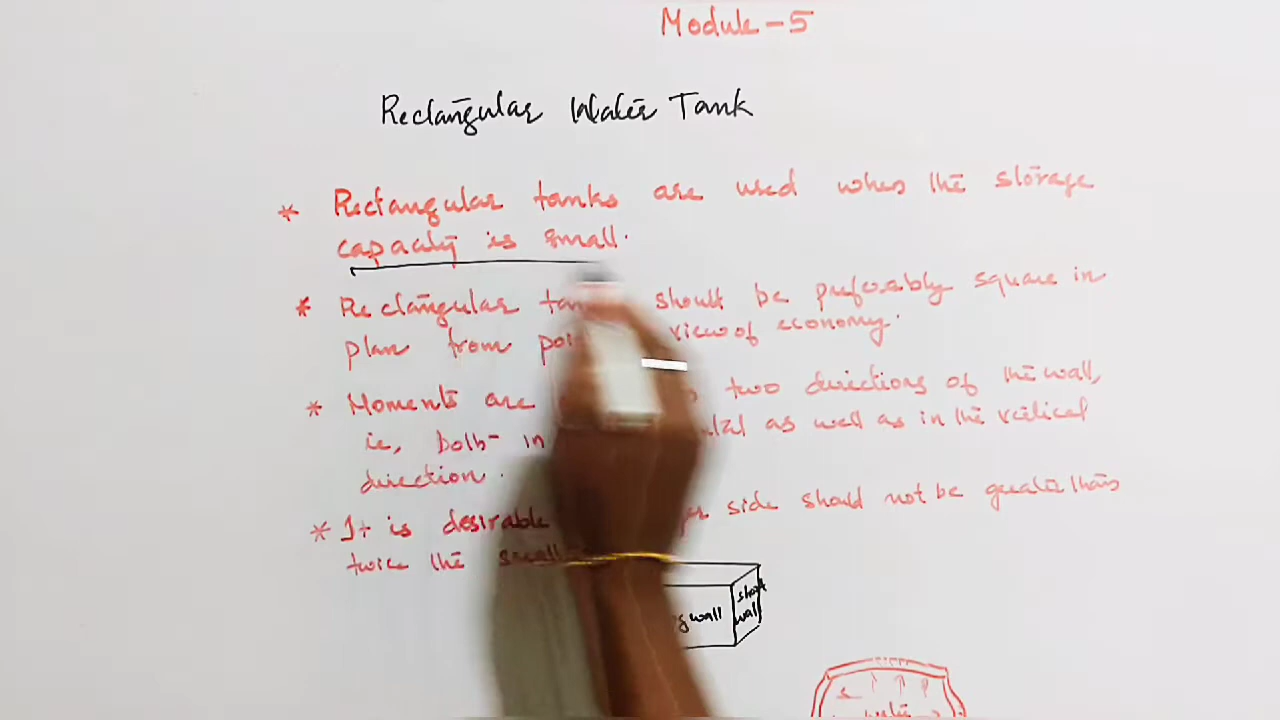 Module-5
Rectangular Water Tank
* Rectangular tanks are used when the storage
capacity is small.
* Rectangular should be preferably square in
plan from view of economy.
* Moments are two directions of the wall,
ie, both in as well as in the vertical
direction.
* It is desirable side should not be greater than
twice the
wall
short
wall